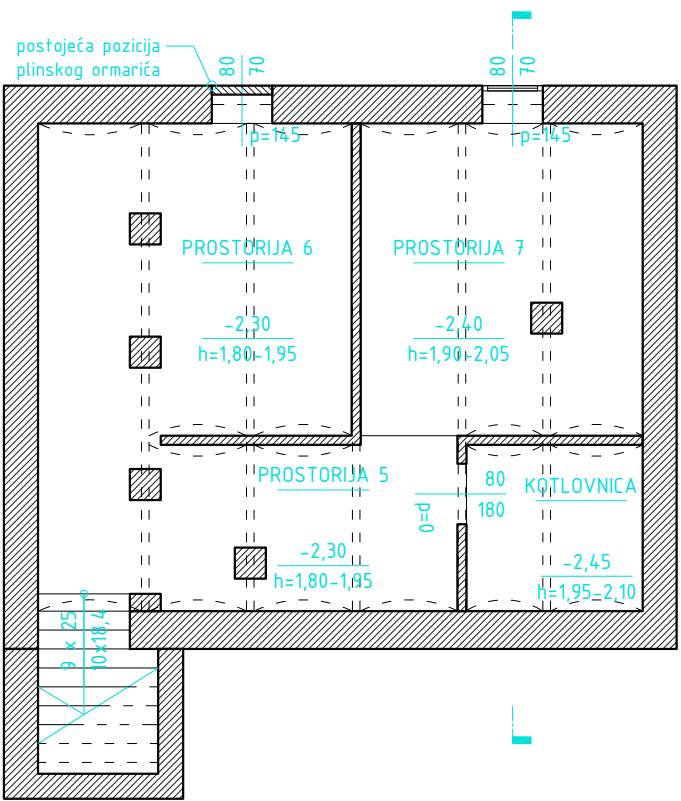 postojeća pozicija
plinskog ormarića
80
70
p=145
80
70
p=145
PROSTORIJA 6
-2,30
h=1,80-1,95
PROSTORIJA 7
-2,40
h=1,90-2,05
PROSTORIJA 5
-2,30
h=1,80-1,95
80
180
p=0
KOTLOVNICA
-2,45
h=1,95-2,10
9 x 25
10x18,4